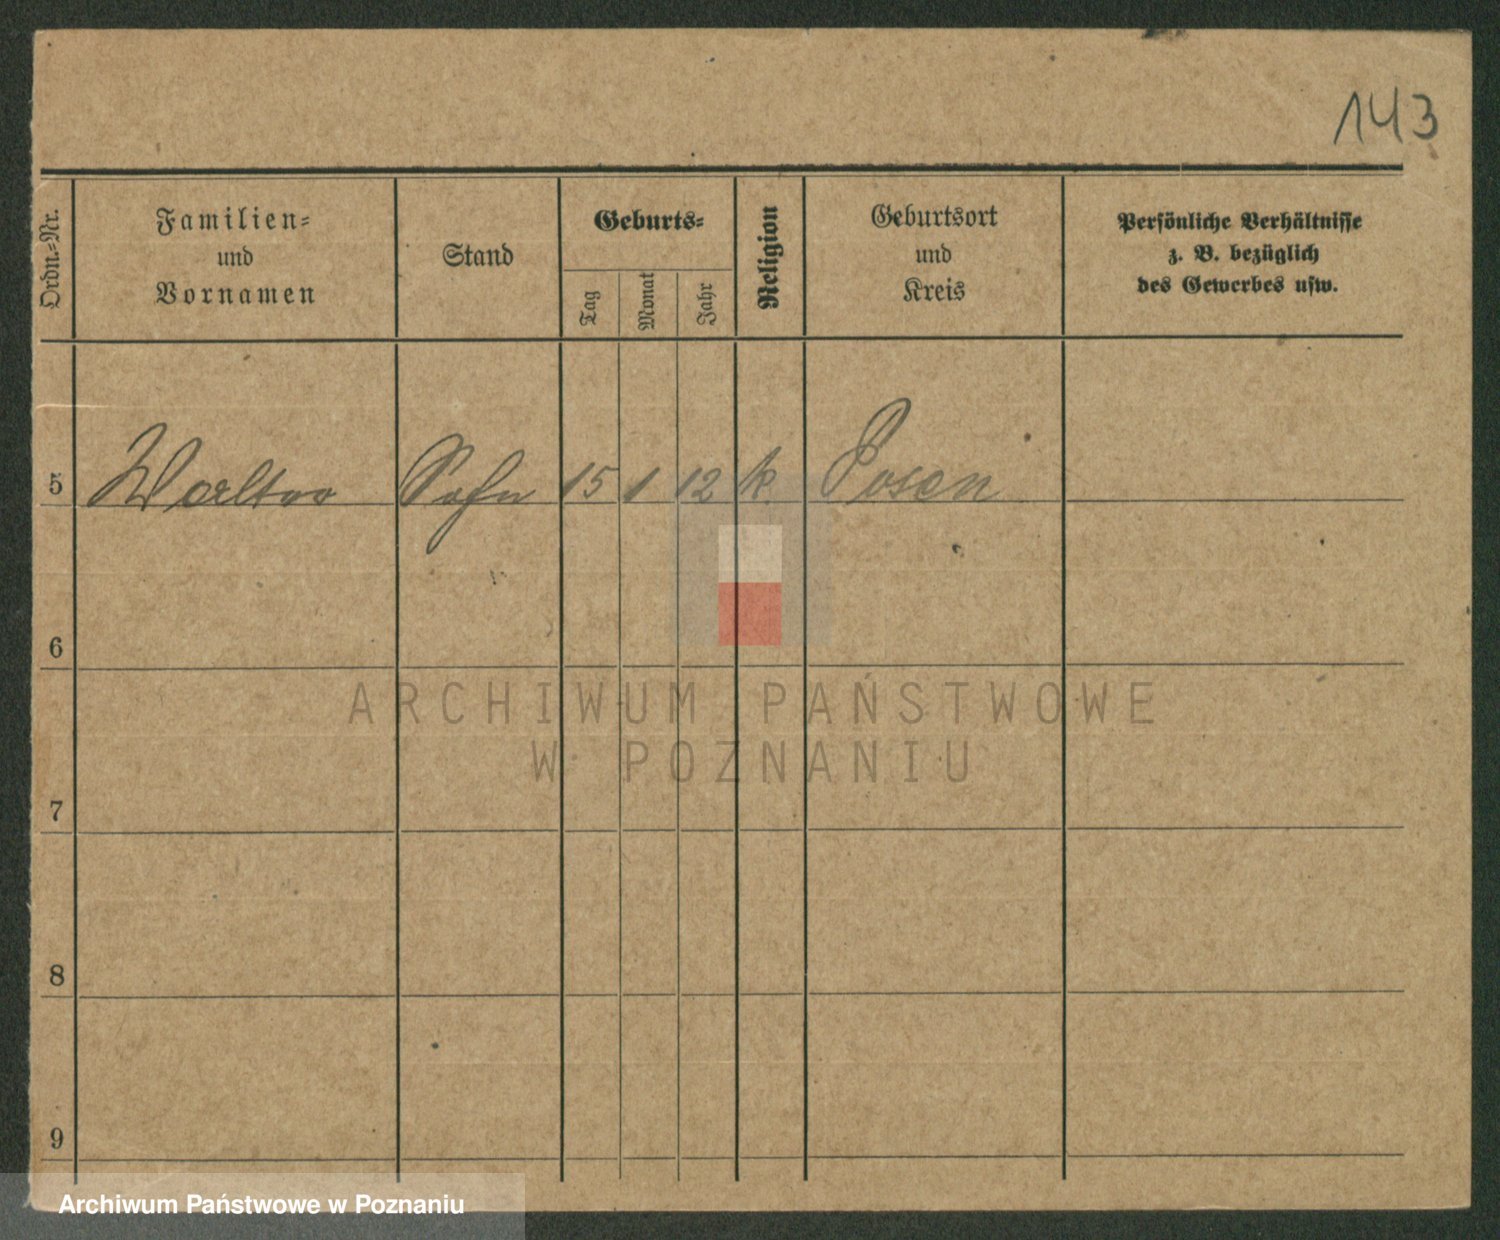 143
Ordn.-Nr.
Familien-
und
Vornamen
Stand
Geburts-
Tag
Monat
Jahr
Religion
Geburtsort
und
Kreis
Persönliche Verhältnisse
z. B. bezüglich
des Gewerbes usw.
5 Walter Sohn 15 1 12 k Posen
6
ARCHIWUM PAŃSTWOWE
W POZNANIU
7
8
9
Archiwum Państwowe w Poznaniu